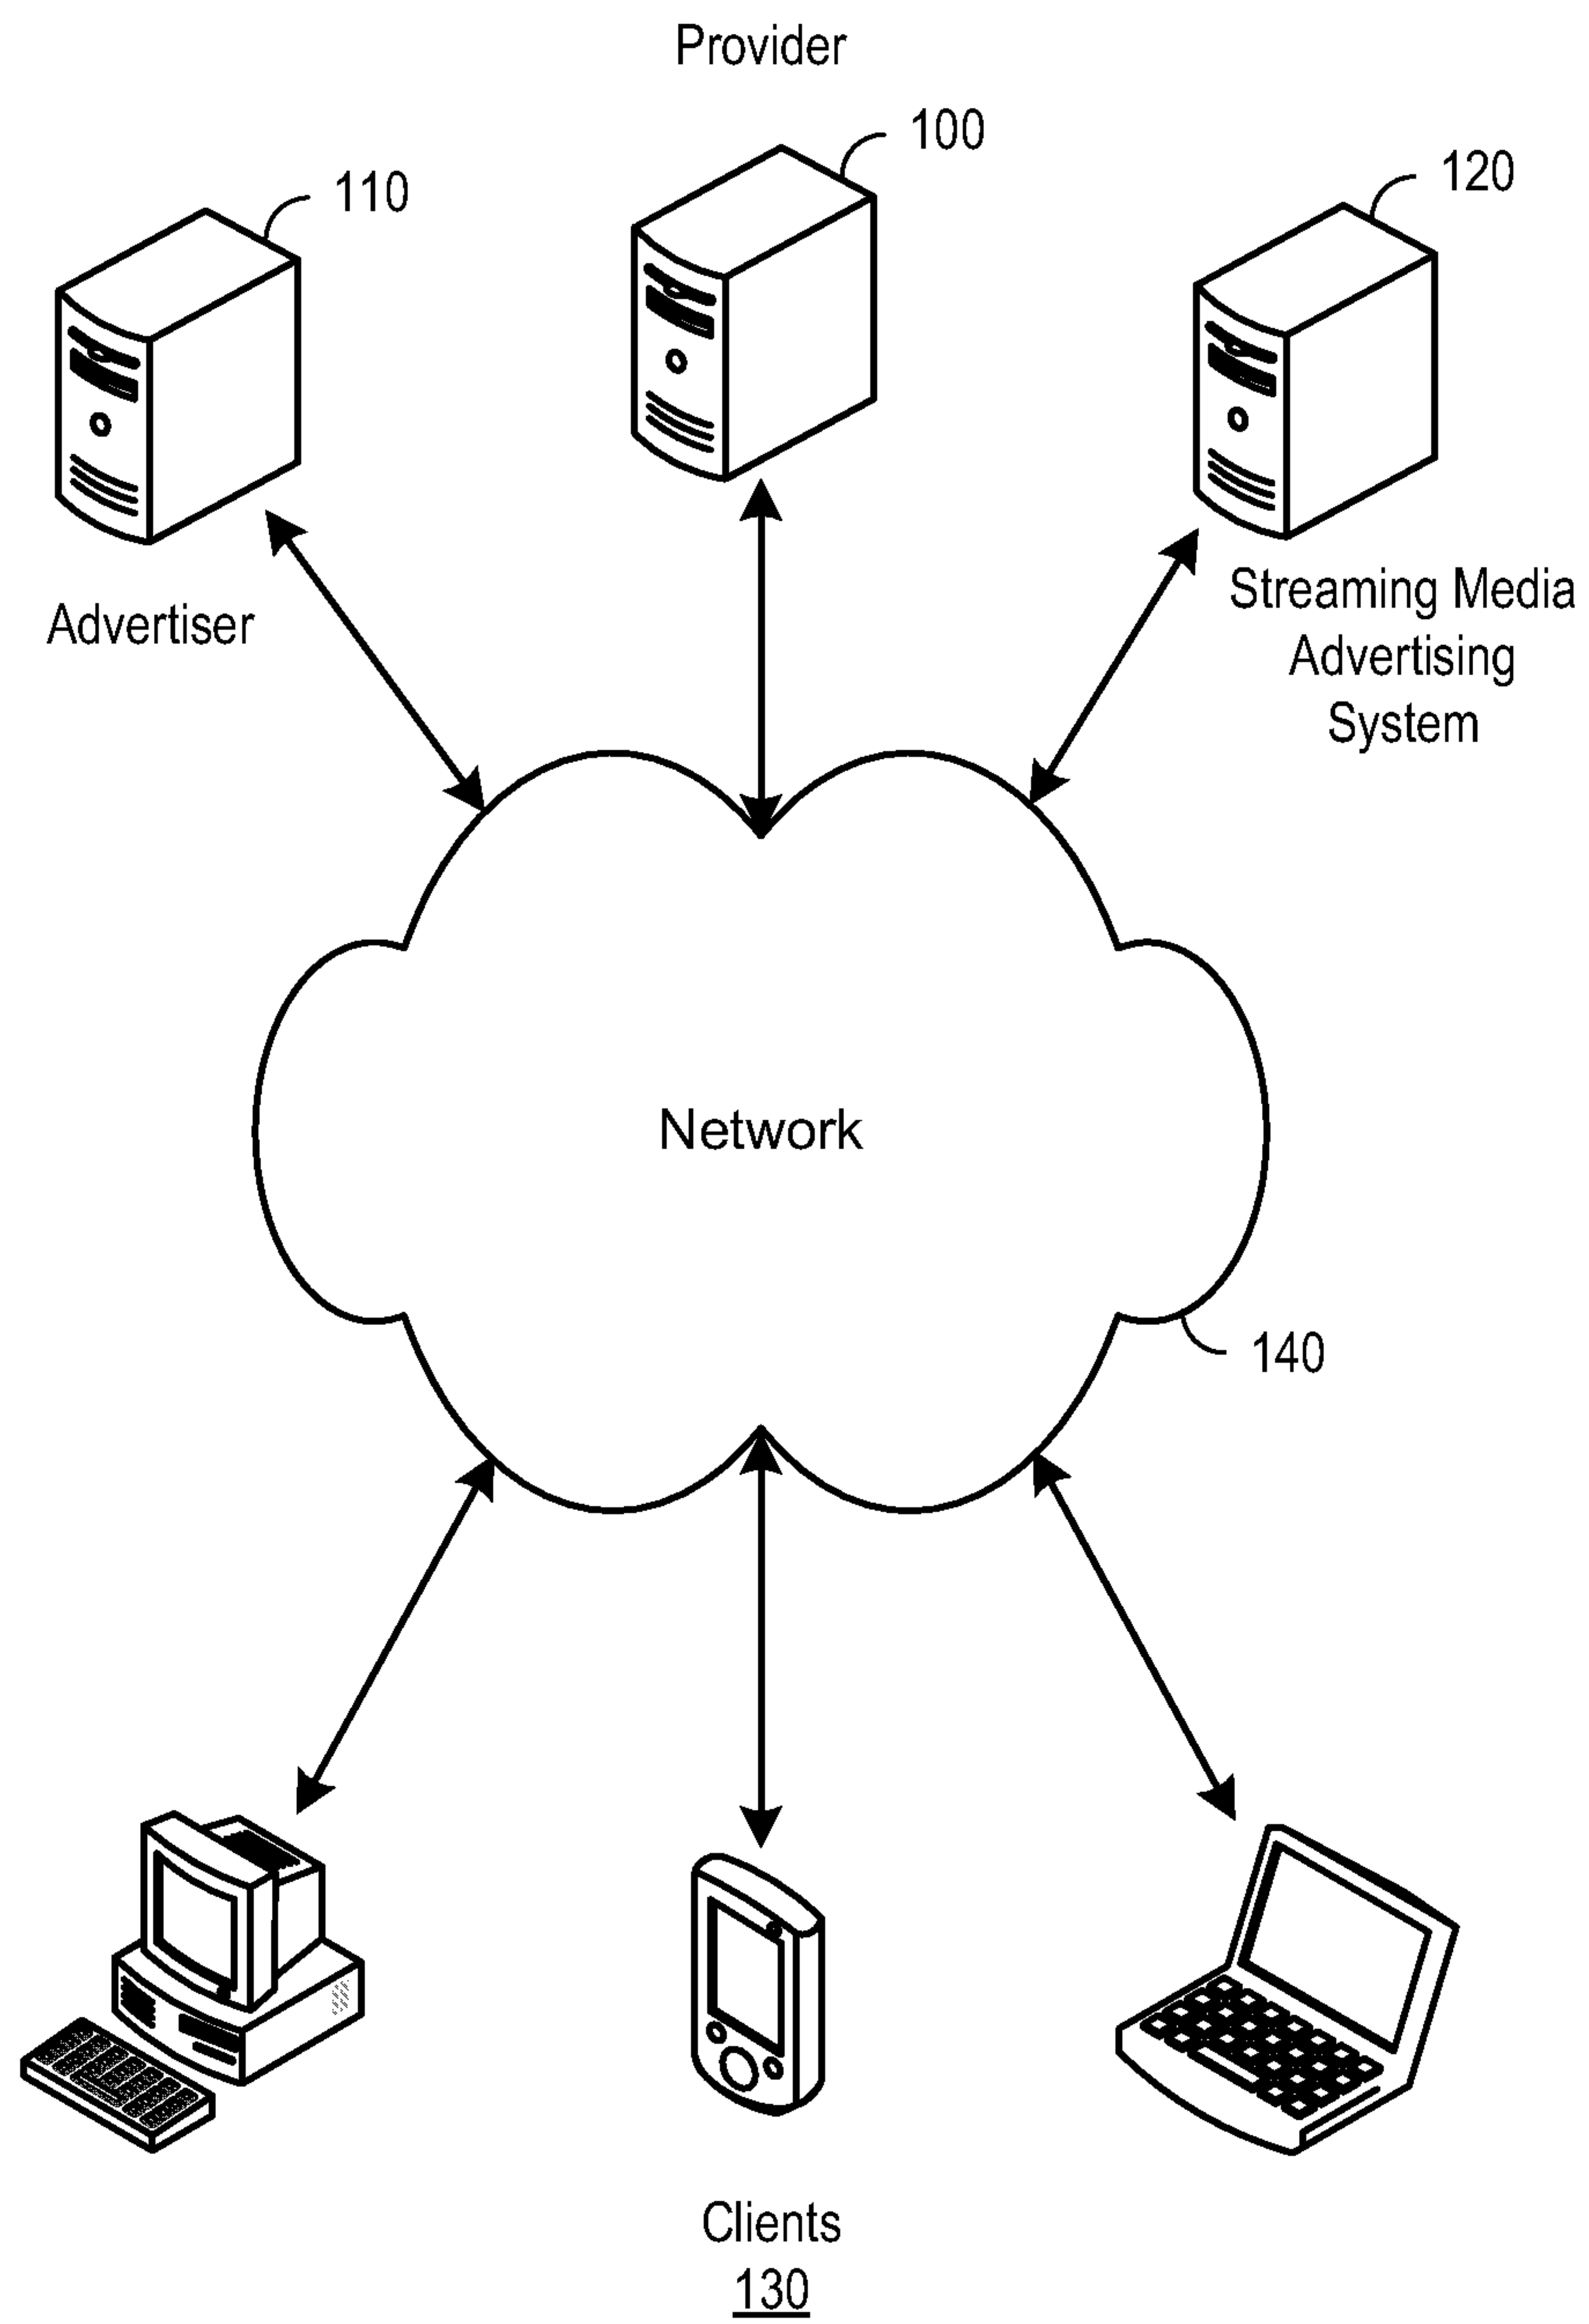 Provider
100
110
120
Advertiser
Streaming Media
Advertising
System
Network
140
Clients
130